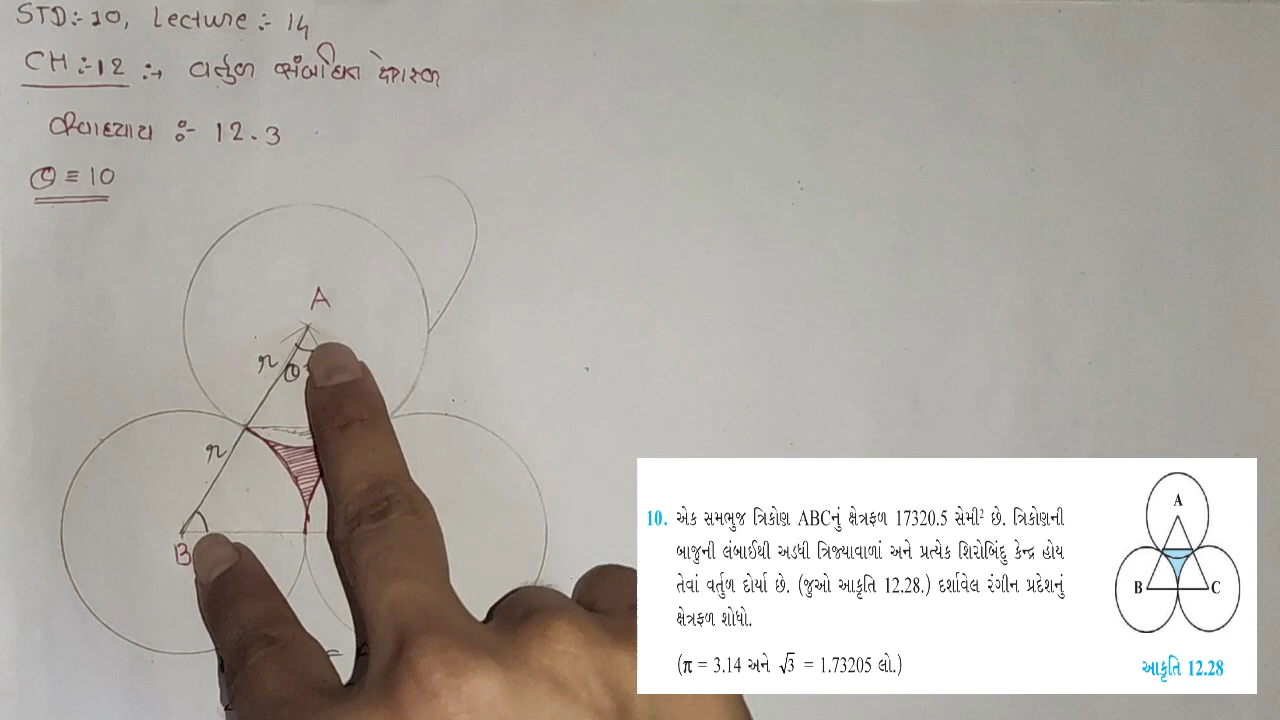 STD:- 10, Lecture :- 14
CH :- 12 :→ વર્તુળ સંબંધિત ક્ષેત્રફળ
સ્વાધ્યાય :- 12.3
Q ≡ 10
A
r
θ
r
B
10. એક સમભુજ ત્રિકોણ ABCનું ક્ષેત્રફળ 17320.5 સેમી² છે. ત્રિકોણની
બાજુની લંબાઈથી અડધી ત્રિજ્યાવાળાં અને પ્રત્યેક શિરોબિંદુ કેન્દ્ર હોય
તેવાં વર્તુળ દોર્યા છે. (જુઓ આકૃતિ 12.28.) દર્શાવેલ રંગીન પ્રદેશનું
ક્ષેત્રફળ શોધો.
(π = 3.14 અને √3 = 1.73205 લો.)
A
B
C
આકૃતિ 12.28